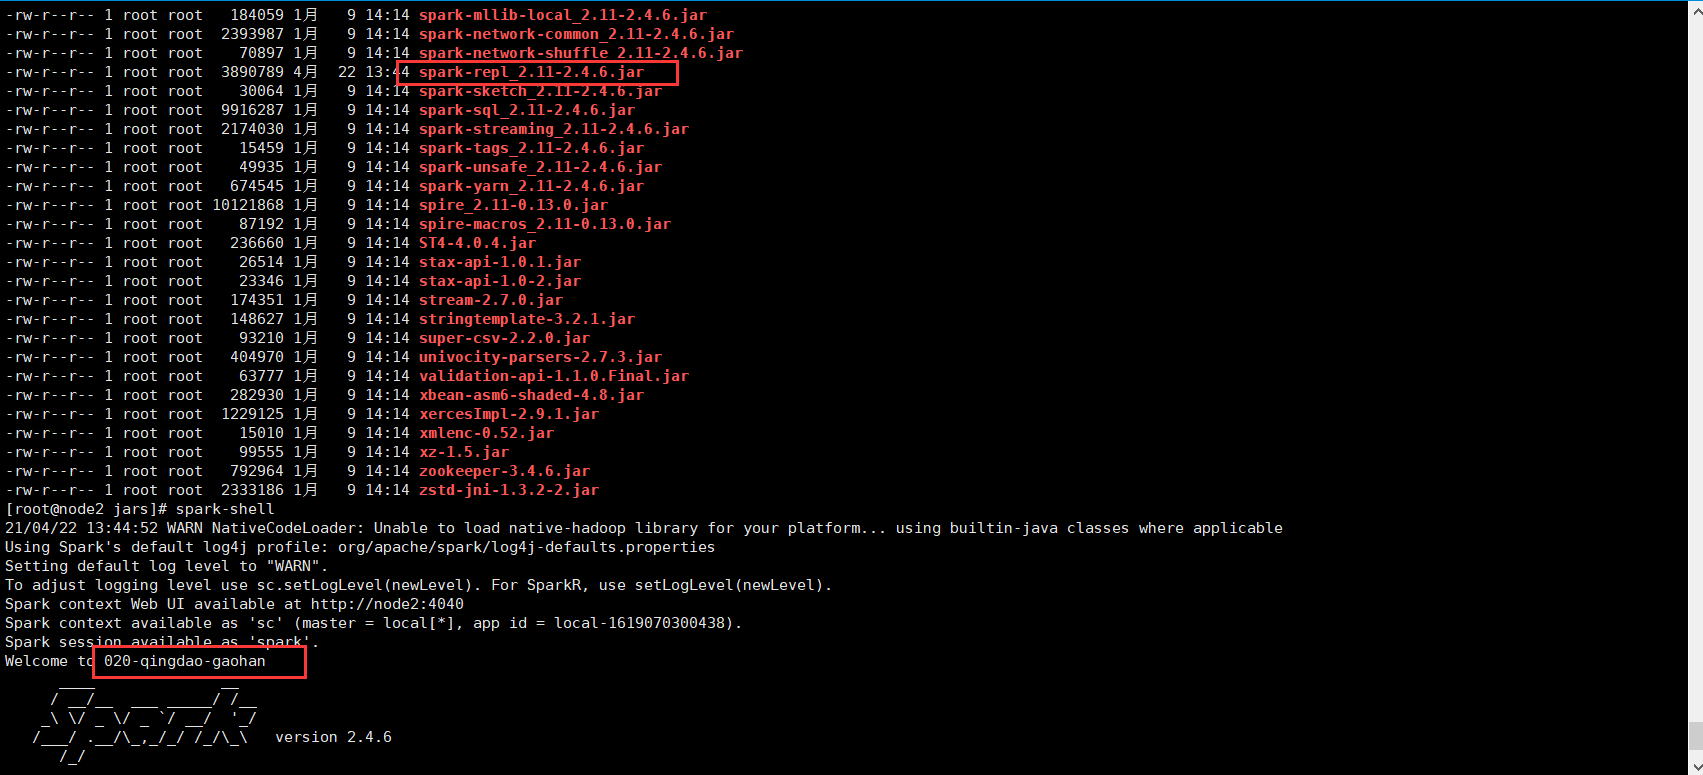 -rw-r--r-- 1 root root   184059 1月   9 14:14 spark-mllib-local_2.11-2.4.6.jar
-rw-r--r-- 1 root root  2393987 1月   9 14:14 spark-network-common_2.11-2.4.6.jar
-rw-r--r-- 1 root root    70897 1月   9 14:14 spark-network-shuffle_2.11-2.4.6.jar
-rw-r--r-- 1 root root  3890789 4月  22 13:44 spark-repl_2.11-2.4.6.jar
-rw-r--r-- 1 root root    30064 1月   9 14:14 spark-sketch_2.11-2.4.6.jar
-rw-r--r-- 1 root root  9916287 1月   9 14:14 spark-sql_2.11-2.4.6.jar
-rw-r--r-- 1 root root  2174030 1月   9 14:14 spark-streaming_2.11-2.4.6.jar
-rw-r--r-- 1 root root    15459 1月   9 14:14 spark-tags_2.11-2.4.6.jar
-rw-r--r-- 1 root root    49935 1月   9 14:14 spark-unsafe_2.11-2.4.6.jar
-rw-r--r-- 1 root root   674545 1月   9 14:14 spark-yarn_2.11-2.4.6.jar
-rw-r--r-- 1 root root 10121868 1月   9 14:14 spire_2.11-0.13.0.jar
-rw-r--r-- 1 root root    87192 1月   9 14:14 spire-macros_2.11-0.13.0.jar
-rw-r--r-- 1 root root   236660 1月   9 14:14 ST4-4.0.4.jar
-rw-r--r-- 1 root root    26514 1月   9 14:14 stax-api-1.0.1.jar
-rw-r--r-- 1 root root    23346 1月   9 14:14 stax-api-1.0-2.jar
-rw-r--r-- 1 root root   174351 1月   9 14:14 stream-2.7.0.jar
-rw-r--r-- 1 root root   148627 1月   9 14:14 stringtemplate-3.2.1.jar
-rw-r--r-- 1 root root    93210 1月   9 14:14 super-csv-2.2.0.jar
-rw-r--r-- 1 root root   404970 1月   9 14:14 univocity-parsers-2.7.3.jar
-rw-r--r-- 1 root root    63777 1月   9 14:14 validation-api-1.1.0.Final.jar
-rw-r--r-- 1 root root   282930 1月   9 14:14 xbean-asm6-shaded-4.8.jar
-rw-r--r-- 1 root root  1229125 1月   9 14:14 xercesImpl-2.9.1.jar
-rw-r--r-- 1 root root    15010 1月   9 14:14 xmlenc-0.52.jar
-rw-r--r-- 1 root root    99555 1月   9 14:14 xz-1.5.jar
-rw-r--r-- 1 root root   792964 1月   9 14:14 zookeeper-3.4.6.jar
-rw-r--r-- 1 root root  2333186 1月   9 14:14 zstd-jni-1.3.2-2.jar
[root@node2 jars]# spark-shell
21/04/22 13:44:52 WARN NativeCodeLoader: Unable to load native-hadoop library for your platform... using builtin-java classes where applicable
Using Spark's default log4j profile: org/apache/spark/log4j-defaults.properties
Setting default log level to "WARN".
To adjust logging level use sc.setLogLevel(newLevel). For SparkR, use setLogLevel(newLevel).
Spark context Web UI available at http://node2:4040
Spark context available as 'sc' (master = local[*], app id = local-1619070300438).
Spark session available as 'spark'.
Welcome to 020-qingdao-gaohan
      ____              __
     / __/__  ___ _____/ /__
    _\ \/ _ \/ _ `/ __/  '_/
   /___/ .__/\_,_/_/ /_/\_\   version 2.4.6
      /_/